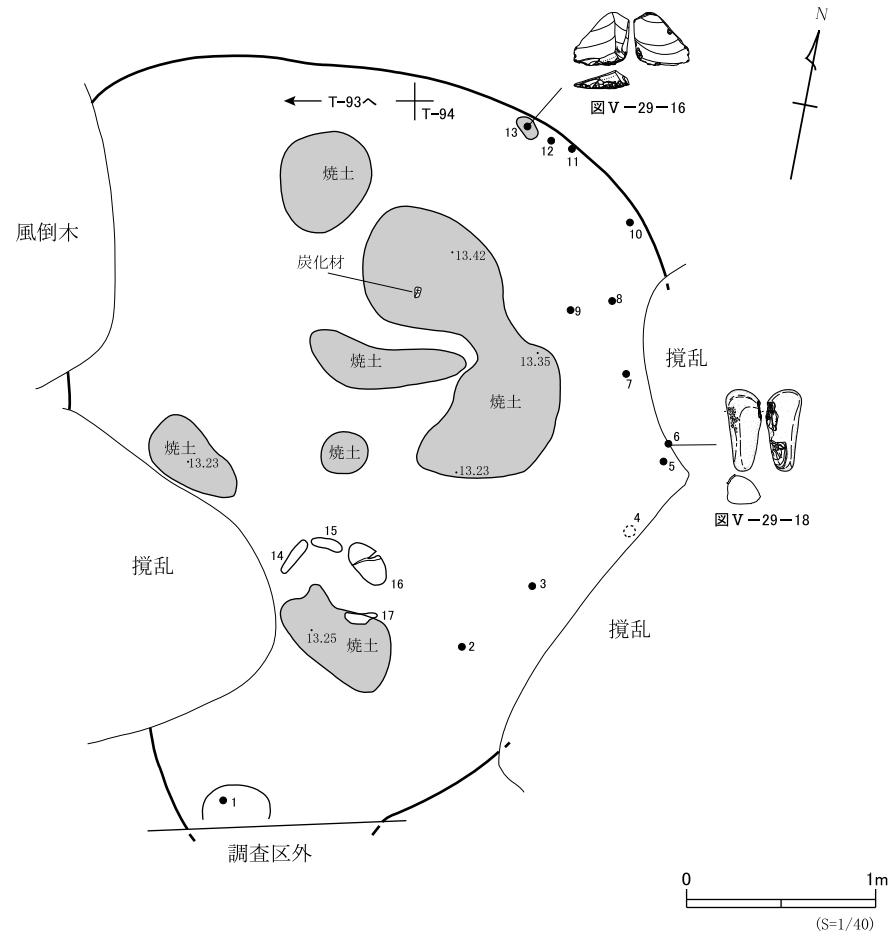 N
図Ⅴ－29－16
T-93へ
T-94
13
12
11
焼土
風倒木
10
13.42
炭化材
9
8
撹乱
焼土
13.35
7
焼土
焼土
13.23
焼土
13.23
6
5
図Ⅴ－29－18
4
15
14
16
撹乱
3
17
13.25
焼土
2
撹乱
1
調査区外
0
1m
(S=1/40)